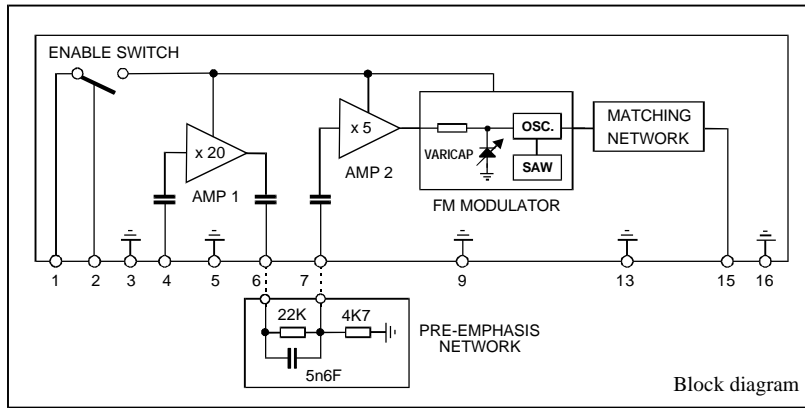 ENABLE SWITCH
x 20
AMP 1
x 5
AMP 2
VARICAP
OSC.
SAW
FM MODULATOR
MATCHING
NETWORK
1 2 3 4 5 6 7 9 13 15 16
22K 4K7
5n6F
PRE-EMPHASIS
NETWORK
Block diagram